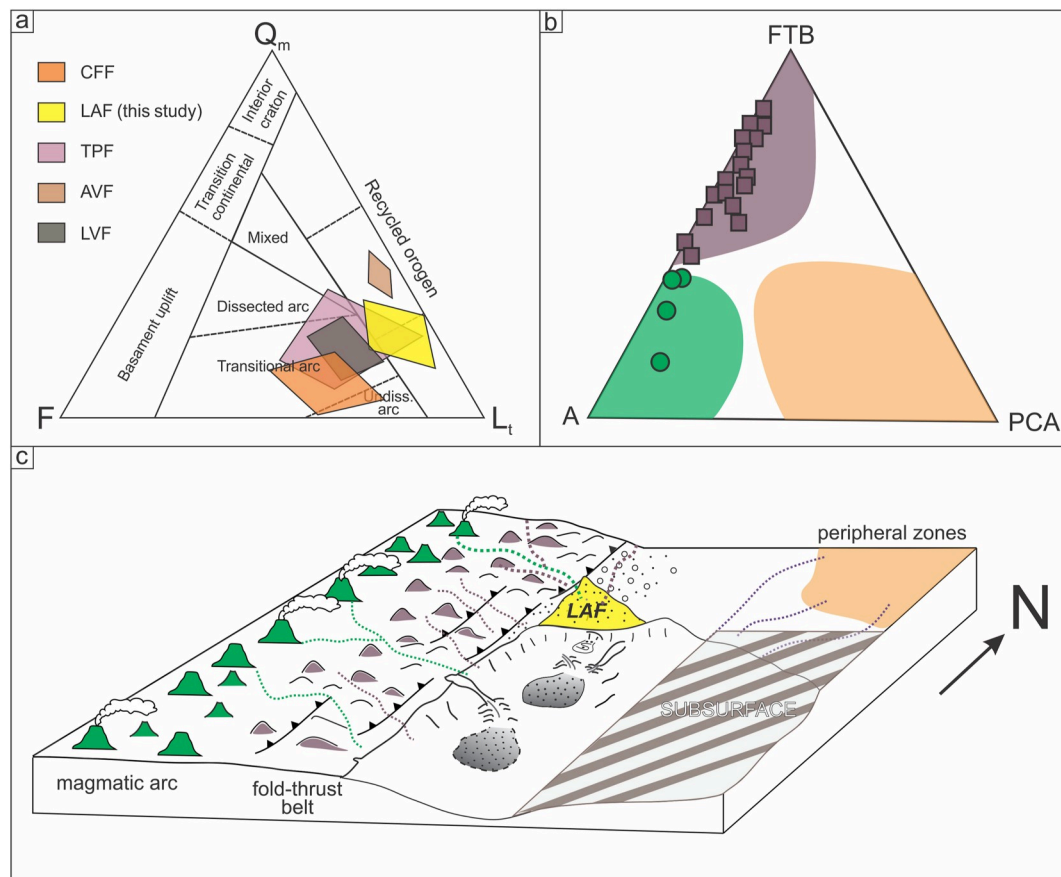 a
Qm
CFF
LAF (this study)
TPF
AVF
LVF
Interior
craton
Transition
continental
Mixed
Recycled orogen
Dissected arc
Basament uplift
Transitional arc
Undiss.
arc
F
Lt
b
FTB
A
PCA
c
peripheral zones
LAF
N
SUBSURFACE
magmatic arc
fold-thrust
belt